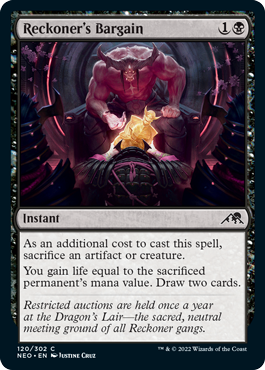 Reckoner's Bargain 1
Instant
As an additional cost to cast this spell,
sacrifice an artifact or creature.
You gain life equal to the sacrificed
permanent's mana value. Draw two cards.
Restricted auctions are held once a year
at the Dragon's Lair—the sacred, neutral
meeting ground of all Reckoner gangs.
120/302 C
NEO • EN Justine Cruz
™ & © 2022 Wizards of the Coast